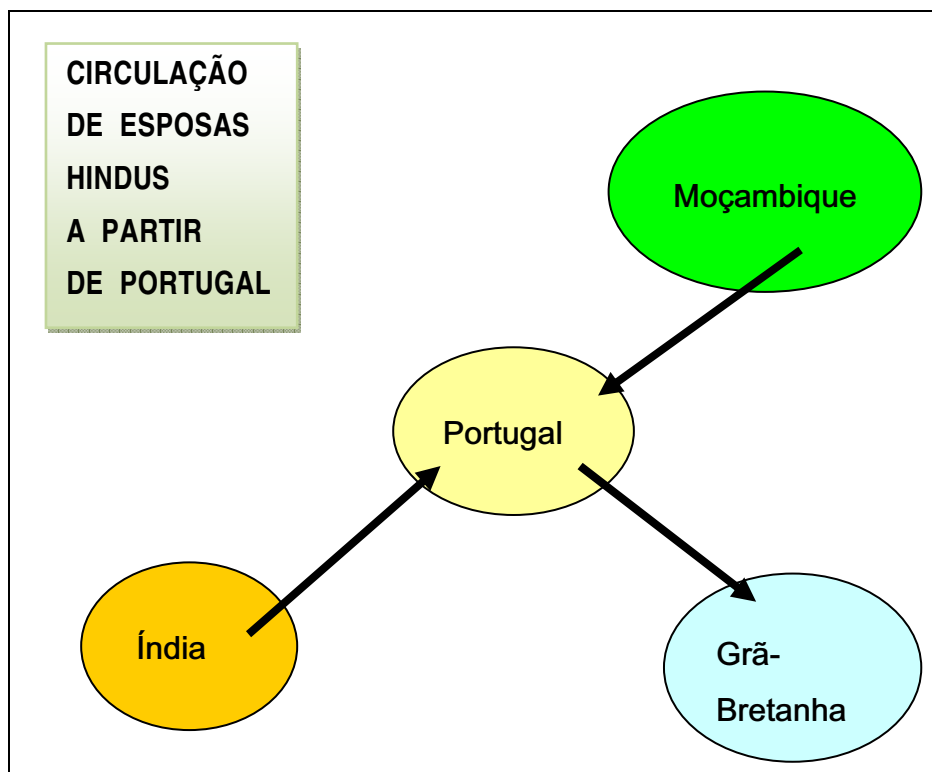 CIRCULAÇÃO
DE ESPOSAS
HINDUS
A PARTIR
DE PORTUGAL
Moçambique
Portugal
Índia
Grã-
Bretanha